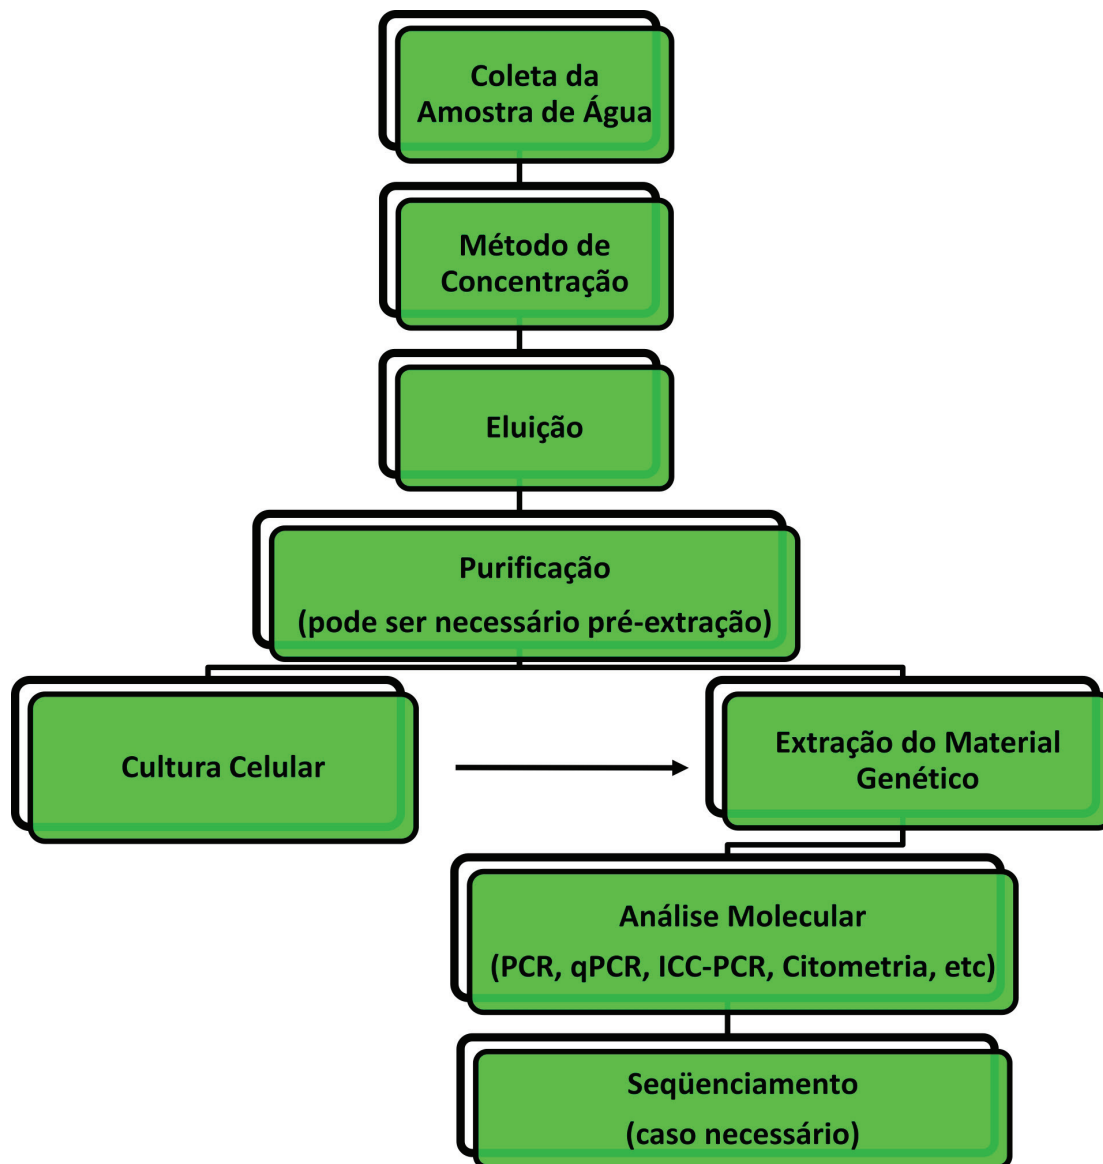 Coleta da
Amostra de Água
Método de
Concentração
Eluição
Purificação
(pode ser necessário pré-extração)
Cultura Celular
Extração do Material
Genético
Análise Molecular
(PCR, qPCR, ICC-PCR, Citometria, etc)
Seqüenciamento
(caso necessário)